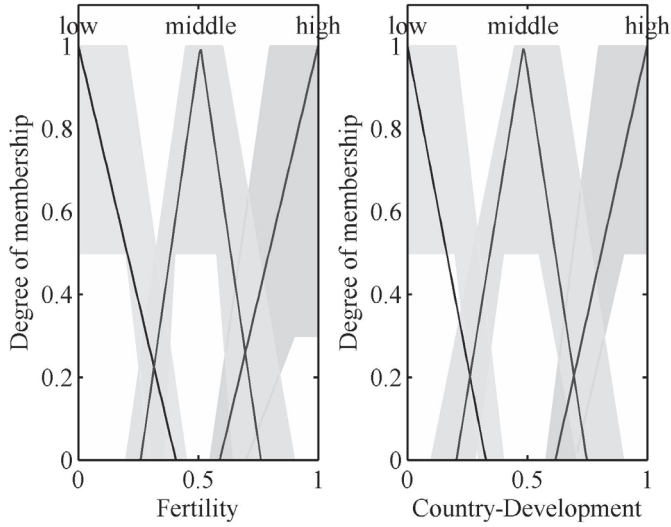 low middle high
low middle high
1
0.8
0.6
0.4
0.2
0
Degree of membership
0 0.5 1
Fertility
1
0.8
0.6
0.4
0.2
0
Degree of membership
0 0.5 1
Country-Development